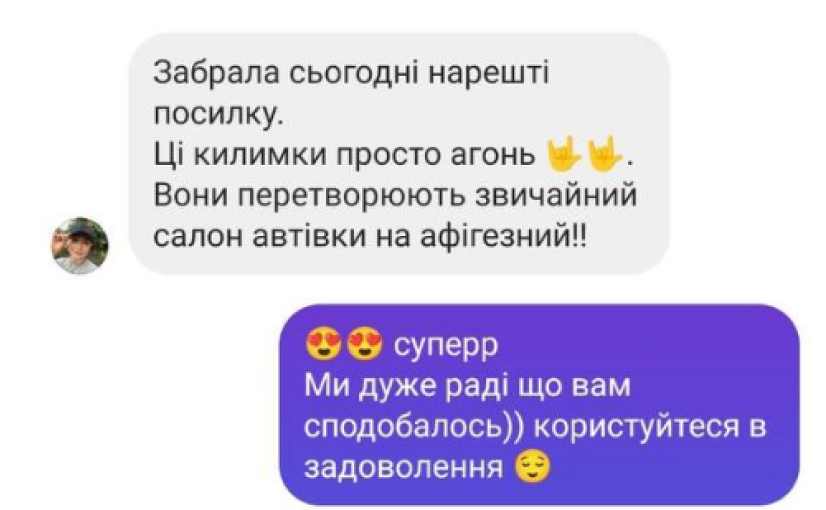 Забрала сьогодні нарешті
посилку.
Ці килимки просто агонь 🤟🤟.
Вони перетворюють звичайний
салон автівки на афігезний!!
😍😍 суперр
Ми дуже раді що вам
сподобалось)) користуйтеся в
задоволення 😌